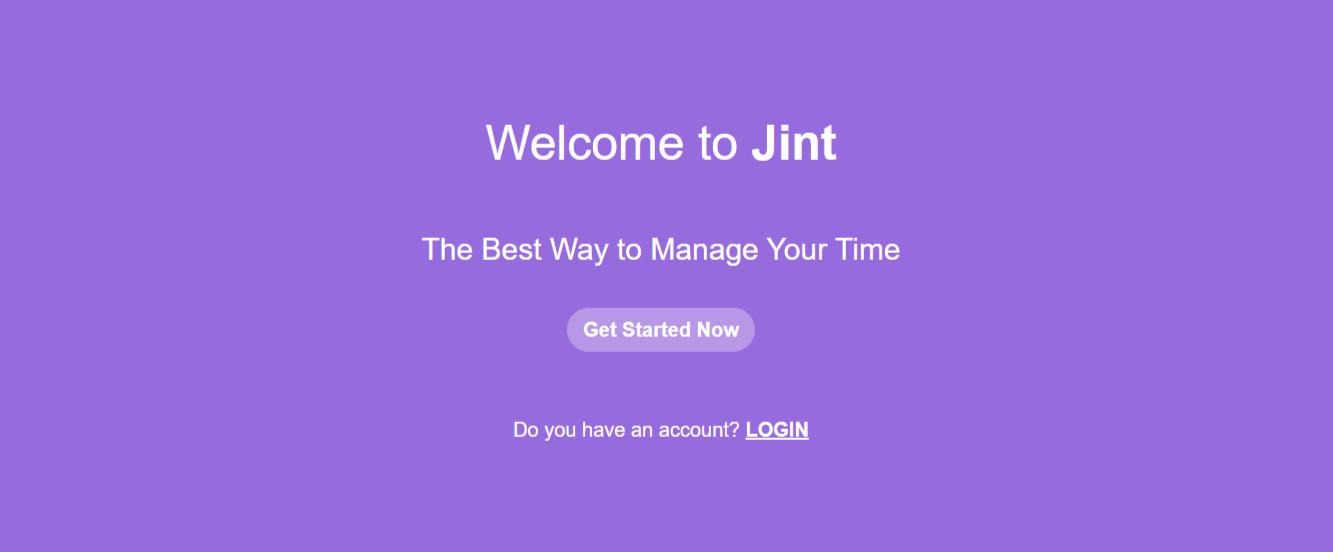 Welcome to Jint
The Best Way to Manage Your Time
Get Started Now
Do you have an account? LOGIN